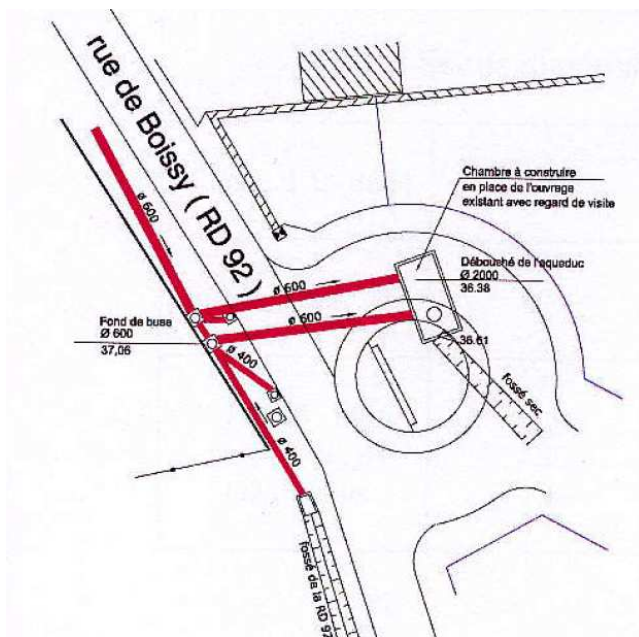 rue de Boissy ( RD 92 )
Chambre à construire
en place de l'ouvrage
existant avec regard de visite
ø 600
Débouché de l'aqueduc
Ø 2000
36.38
ø 600
Fond de buse
Ø 600
37,06
ø 600
36.61
ø 400
fossé sec
ø 400
fossé de la RD 92